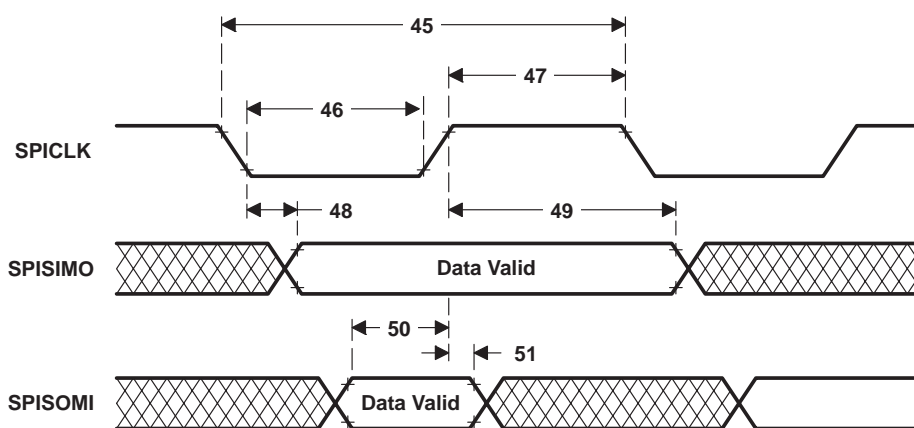 45
47
46
SPICLK
48
49
SPISIMO
Data Valid
50
51
SPISOMI
Data Valid